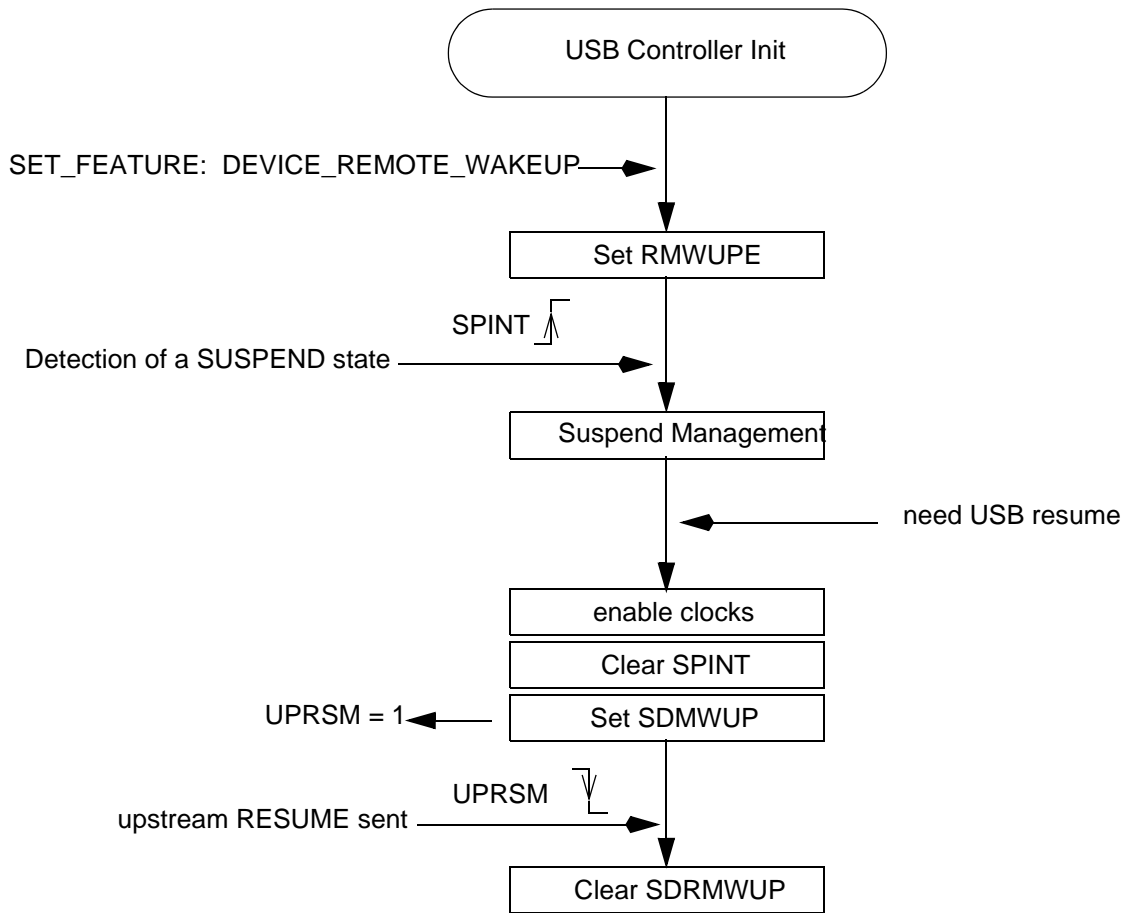 USB Controller Init
SET_FEATURE: DEVICE_REMOTE_WAKEUP
Set RMWUPE
SPINT
Detection of a SUSPEND state
Suspend Management
need USB resume
enable clocks
Clear SPINT
UPRSM = 1
Set SDMWUP
UPRSM
upstream RESUME sent
Clear SDRMWUP